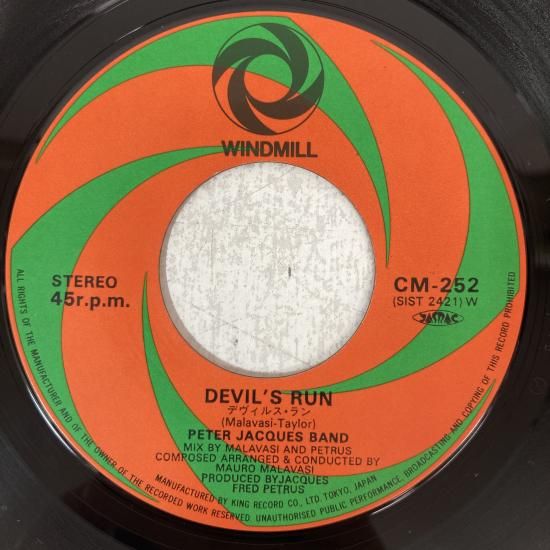 WINDMILL
STEREO
45r.p.m.
CM-252
(SIST 2421) W
JASRAC
DEVIL'S RUN
デヴィルス・ラン
(Malavasi-Taylor)
PETER JACQUES BAND
MIX BY MALAVASI AND PETRUS
COMPOSED ARRANGED & CONDUCTED BY
MAURO MALAVASI
PRODUCED BYJACQUES
FRED PETRUS
MANUFACTURED BY KING RECORD CO., LTD. TOKYO, JAPAN
ALL RIGHTS OF THE MANUFACTURER AND OF THE OWNER OF THE RECORDED WORK RESERVED. UNAUTHORISED PUBLIC PERFORMANCE, BROADCASTING AND COPYING OF THIS RECORD PROHIBITED